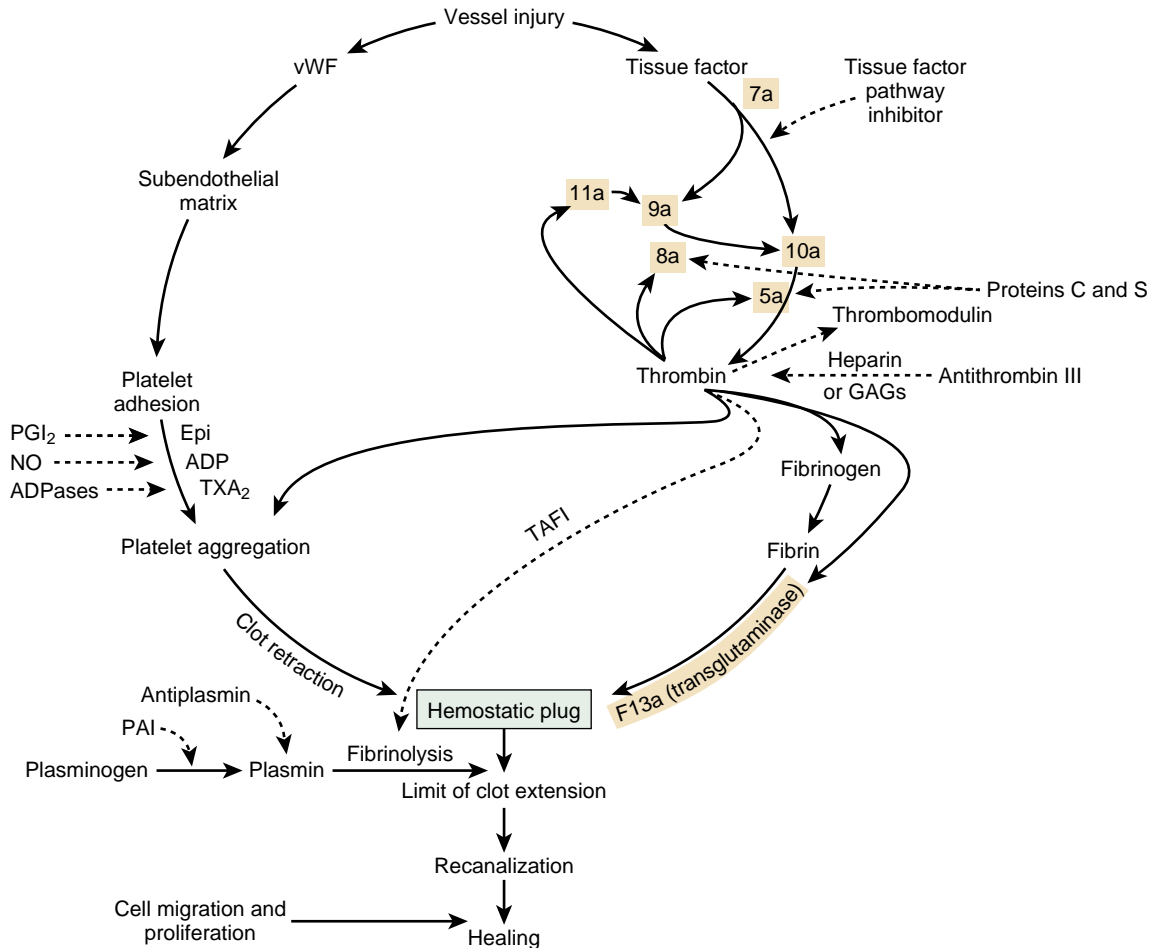 Vessel injury
vWF
Tissue factor
7a
Tissue factor
pathway
inhibitor
Subendothelial
matrix
11a
9a
8a
10a
5a
Proteins C and S
Thrombomodulin
Thrombin
Heparin
or GAGs
Antithrombin III
Platelet
adhesion
PGI₂
Epi
NO
ADP
ADPases
TXA₂
Fibrinogen
TAFI
Platelet aggregation
Fibrin
Clot retraction
F13a (transglutaminase)
Antiplasmin
Hemostatic plug
PAI
Plasminogen
Plasmin
Fibrinolysis
Limit of clot extension
Recanalization
Cell migration and
proliferation
Healing